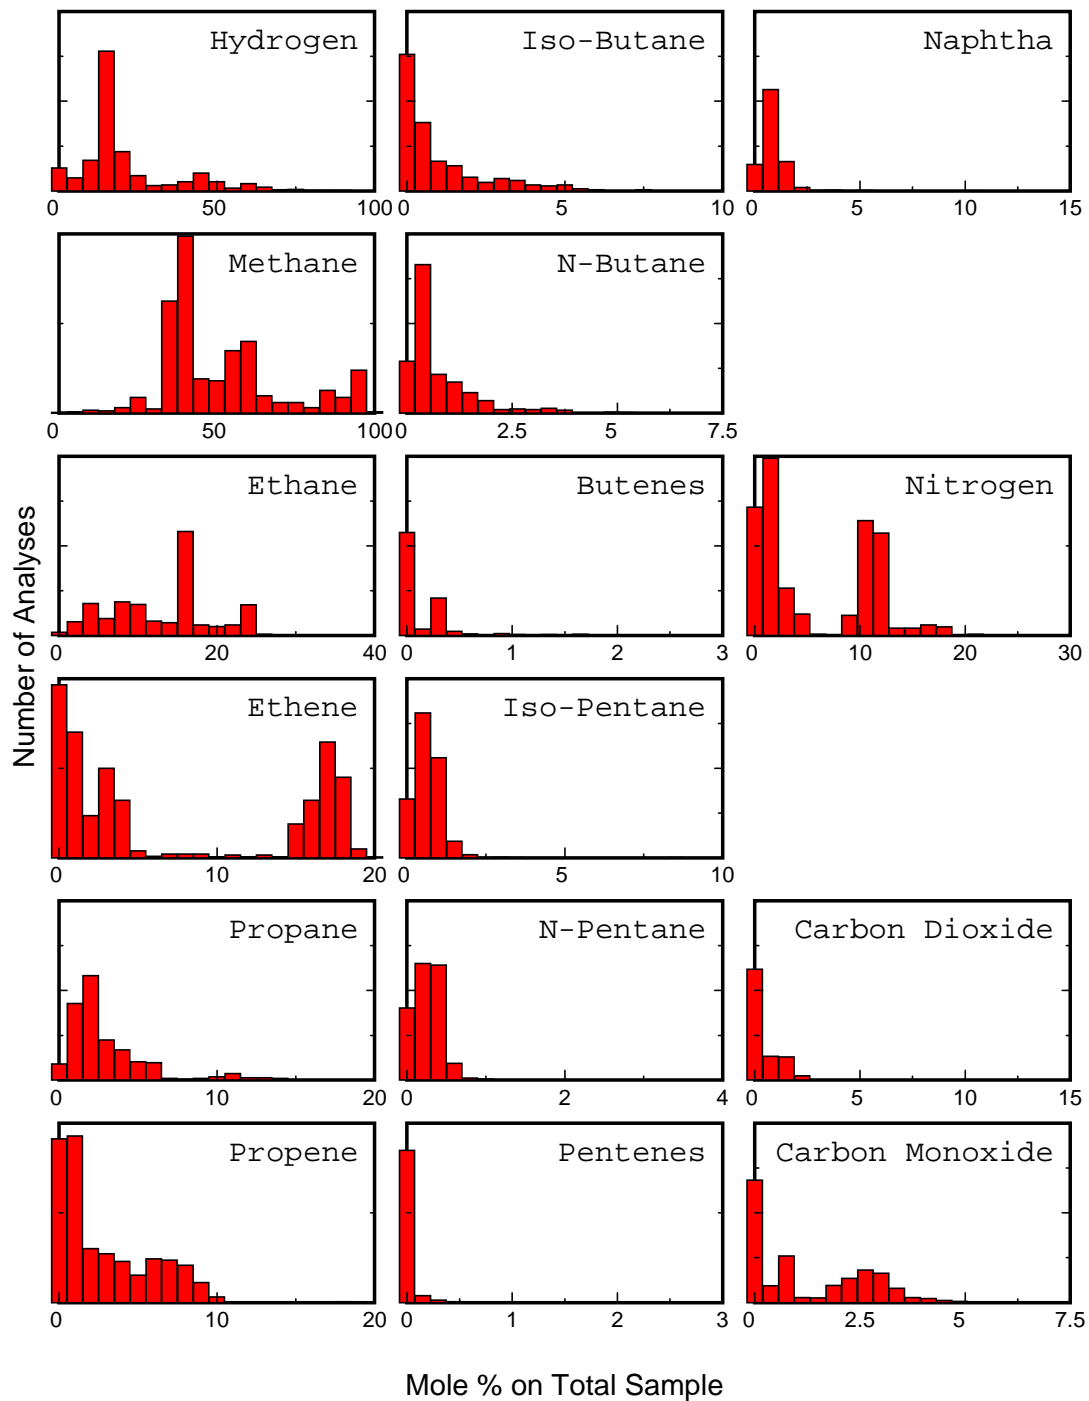 Hydrogen
0 50 100
Iso-Butane
0 5 10
Naphtha
0 5 10 15
Methane
0 50 100
N-Butane
0 2.5 5 7.5
Ethane
0 20 40
Butenes
0 1 2 3
Nitrogen
0 10 20 30
Ethene
0 10 20
Iso-Pentane
0 5 10
Propane
0 10 20
N-Pentane
0 2 4
Carbon Dioxide
0 5 10 15
Propene
0 10 20
Pentenes
0 1 2 3
Carbon Monoxide
0 2.5 5 7.5
Number of Analyses
Mole % on Total Sample